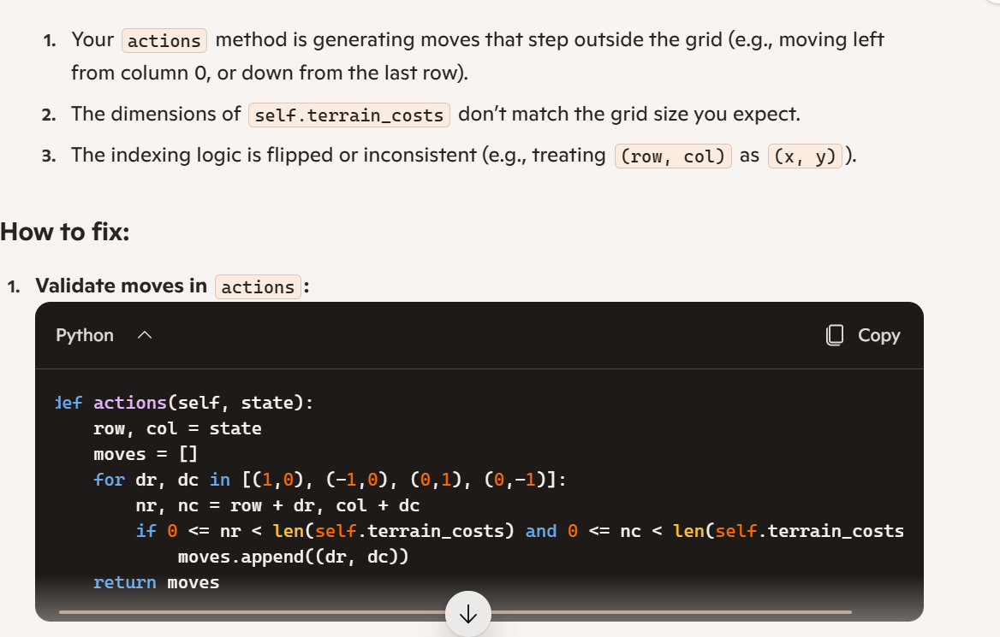 1. Your actions method is generating moves that step outside the grid (e.g., moving left
from column 0, or down from the last row).
2. The dimensions of self.terrain_costs don’t match the grid size you expect.
3. The indexing logic is flipped or inconsistent (e.g., treating (row, col) as (x, y)).
How to fix:
1. Validate moves in actions:
Python
Copy
def actions(self, state):
    row, col = state
    moves = []
    for dr, dc in [(1,0), (-1,0), (0,1), (0,-1)]:
        nr, nc = row + dr, col + dc
        if 0 <= nr < len(self.terrain_costs) and 0 <= nc < len(self.terrain_costs
            moves.append((dr, dc))
    return moves